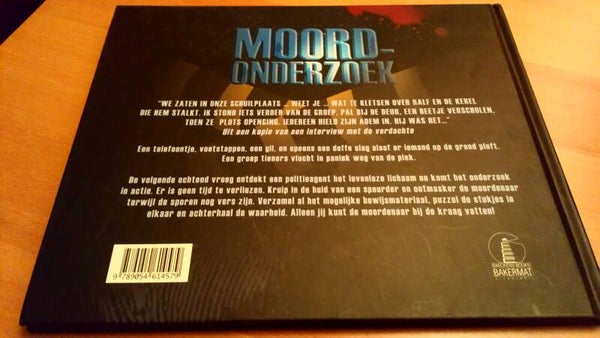 MOORD-
ONDERZOEK
"WE ZATEN IN ONZE SCHUILPLAATS ... WEET JE ... WAT TE KLETSEN OVER RALF EN DE KEREL
DIE HEM STALKT. IK STOND IETS VERDER VAN DE GROEP, PAL BIJ DE DEUR, EEN BEETJE VERSCHOLEN,
TOEN ZE PLOTS OPENGING. IEDEREEN HIELD ZIJN ADEM IN. HIJ WAS HET..."
Dit een kopie van een interview met de verdachte
Een telefoontje, voetstappen, een gil, en opeens een doffe slag alsof er iemand op de grond ploft.
Een groep tieners vlucht in paniek weg van de plek.
De volgende ochtend vroeg ontdekt een politieagent het levenloze lichaam en komt het onderzoek
in actie. Er is geen tijd te verliezen. Kruip in de huid van een speurder en ontmasker de moordenaar
terwijl de sporen nog vers zijn. Verzamel al het mogelijke bewijsmateriaal, puzzel de stukjes in
elkaar en achterhaal de waarheid. Alleen jij kunt de moordenaar bij de kraag vatten!
9 789054 614579
BAECKENS BOOKS
BAKERMAT